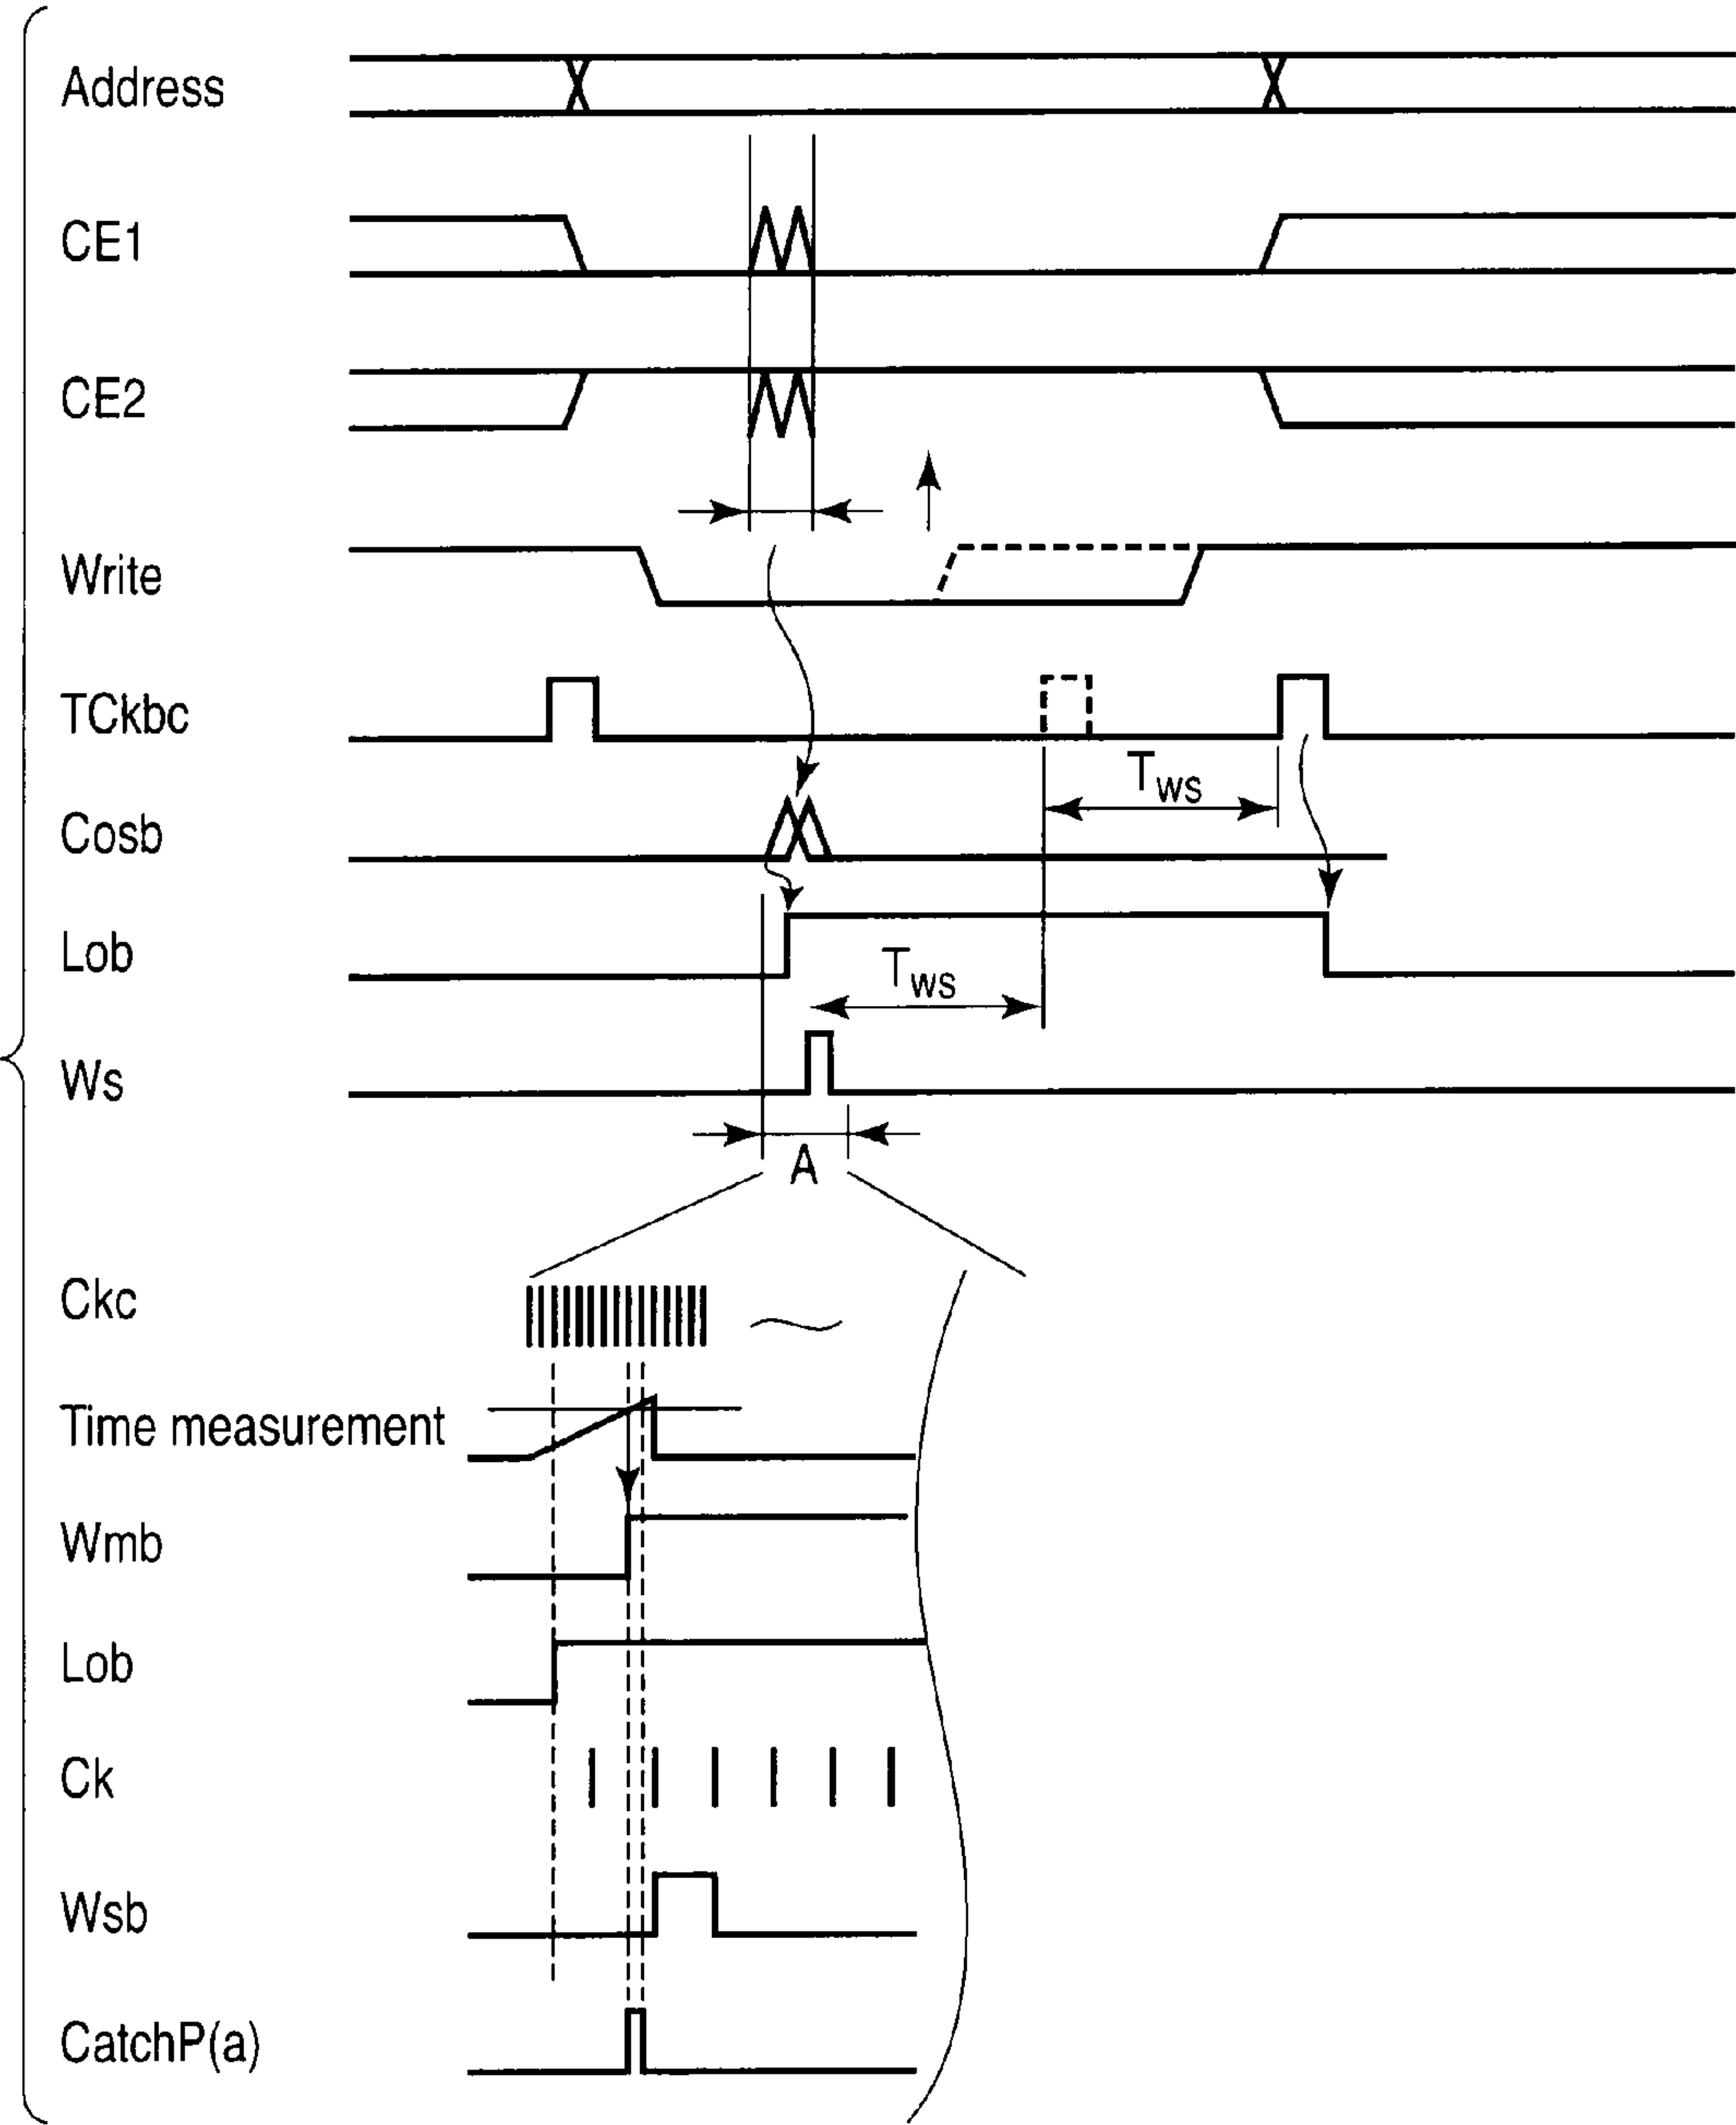 Address
CE1
CE2
Write
TCkbc
Tws
Cosb
Lob
Tws
Ws
A
Ckc
Time measurement
Wmb
Lob
Ck
Wsb
CatchP(a)